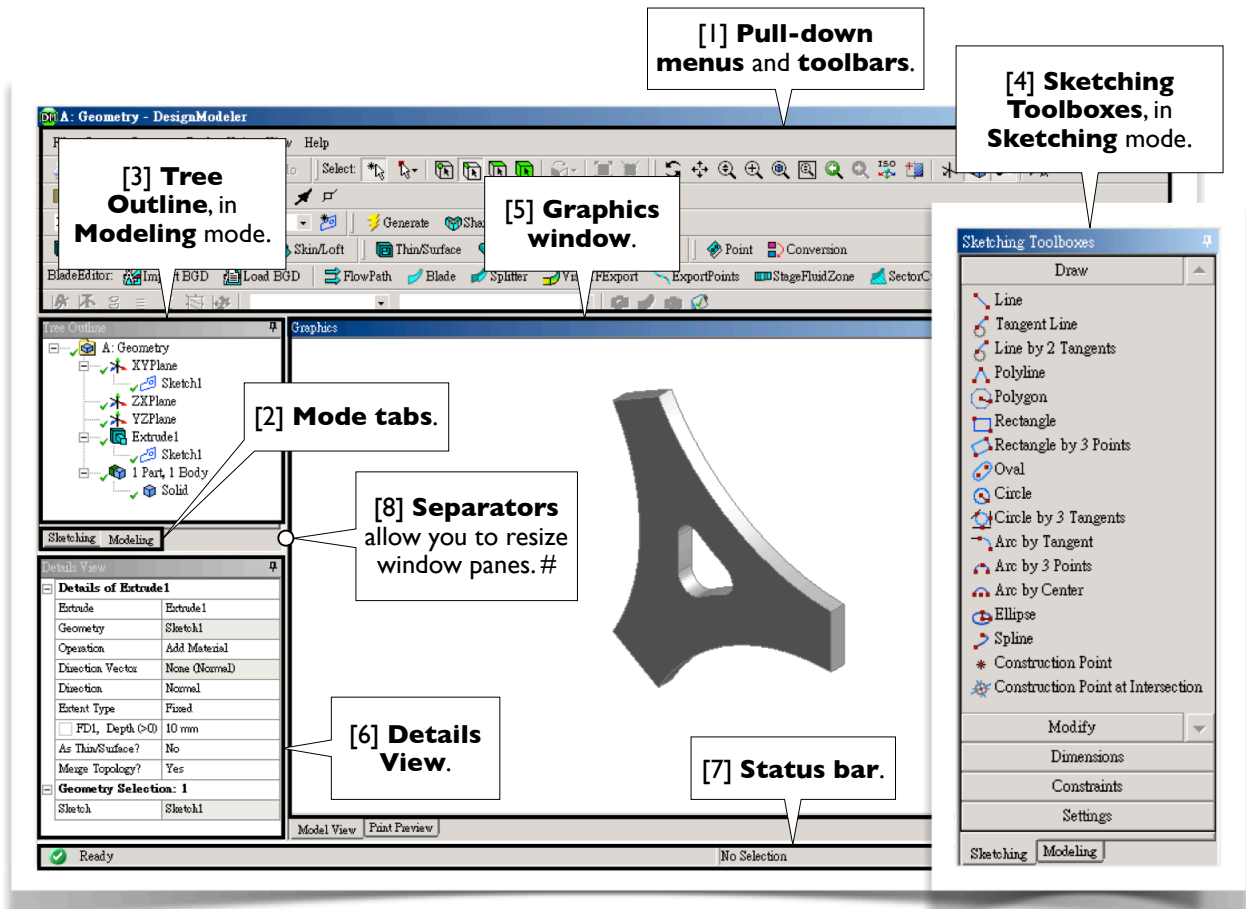 [1] Pull-down
menus and toolbars.
[4] Sketching
Toolboxes, in
Sketching mode.
DM A: Geometry - DesignModeler
Help
[3] Tree
Outline, in
Modeling mode.
Select:
ISO
[5] Graphics
window.
Generate
Skin/Loft Thin/Surface
Point Conversion
BladeEditor:
BGD Load BGD FlowPath Blade Splitter ExportPoints StageFluidZone
Tree Outline
A: Geometry
XYPlane
Sketch1
ZXPlane
YZPlane
Extrude1
Sketch1
1 Part, 1 Body
Solid
Sketching Modeling
Graphics
[2] Mode tabs.
[8] Separators
allow you to resize
window panes. #
Details View
Details of Extrude1
Extrude Extrude1
Geometry Sketch1
Operation Add Material
Direction Vector None (Normal)
Direction Normal
Extent Type Fixed
FD1, Depth (>0) 10 mm
As Thin/Surface? No
Merge Topology? Yes
Geometry Selection: 1
Sketch Sketch1
[6] Details
View.
[7] Status bar.
Model View Print Preview
Ready No Selection
Sketching Toolboxes
Draw
Line
Tangent Line
Line by 2 Tangents
Polyline
Polygon
Rectangle
Rectangle by 3 Points
Oval
Circle
Circle by 3 Tangents
Arc by Tangent
Arc by 3 Points
Arc by Center
Ellipse
Spline
Construction Point
Construction Point at Intersection
Modify
Dimensions
Constraints
Settings
Sketching Modeling